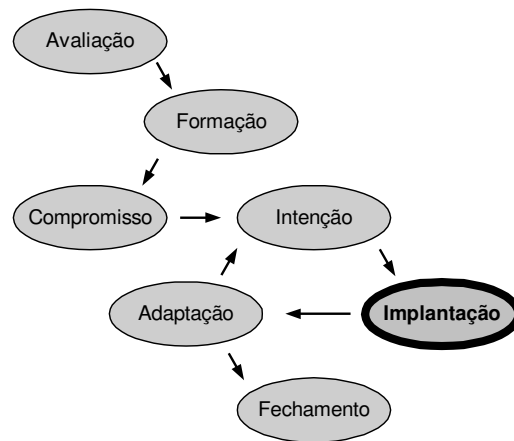 Avaliação
Formação
Compromisso
Intenção
Adaptação
Implantação
Fechamento